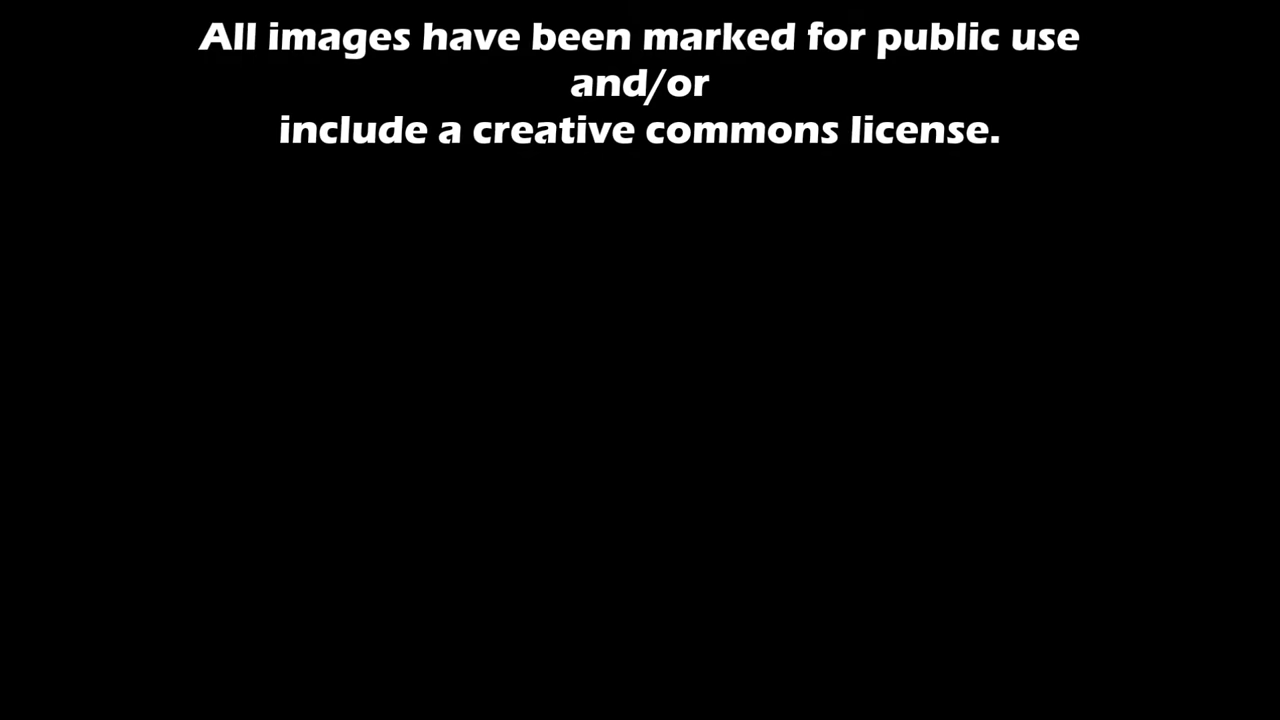 All images have been marked for public use
and/or
include a creative commons license.